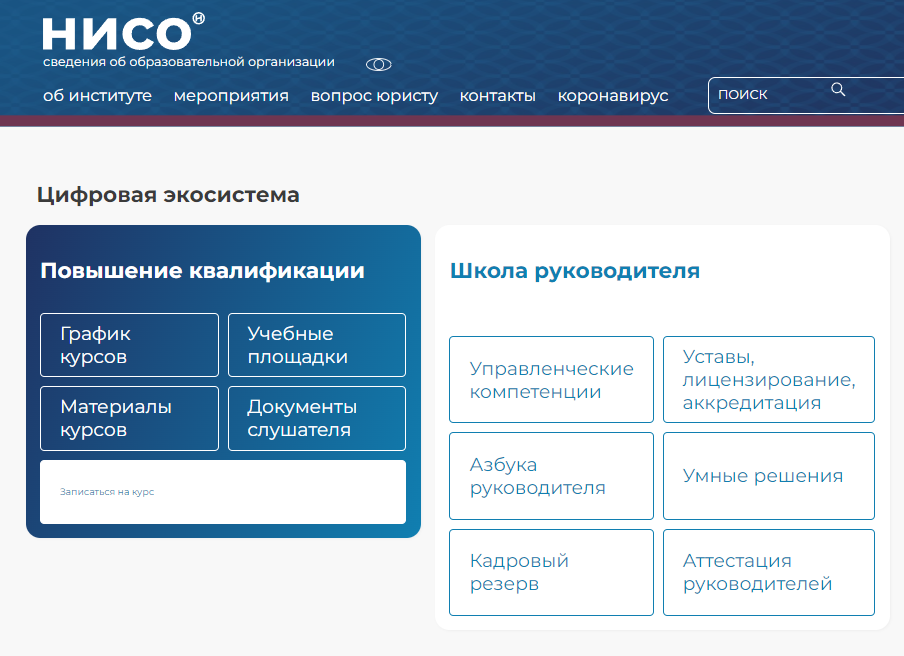 НИСО
сведения об образовательной организации
об институте мероприятия вопрос юристу контакты коронавирус ПОИСК
Цифровая экосистема
Повышение квалификации
График
курсов
Учебные
площадки
Материалы
курсов
Документы
слушателя
Записаться на курс
Школа руководителя
Управленческие
компетенции
Уставы,
лицензирование,
аккредитация
Азбука
руководителя
Умные решения
Кадровый
резерв
Аттестация
руководителей